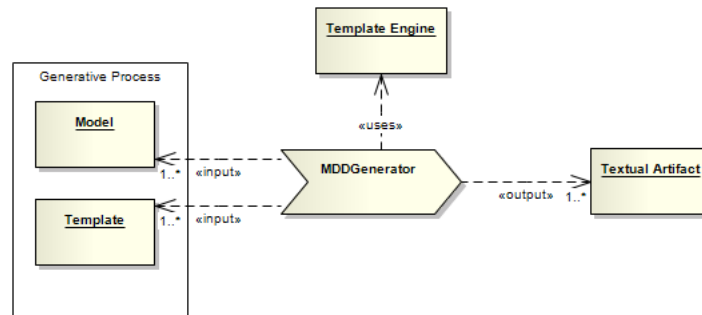 Template Engine
Generative Process
Model
«uses»
1..*
«input»
MDDGenerator
Textual Artifact
Template
«output»
1..*
1..*
«input»